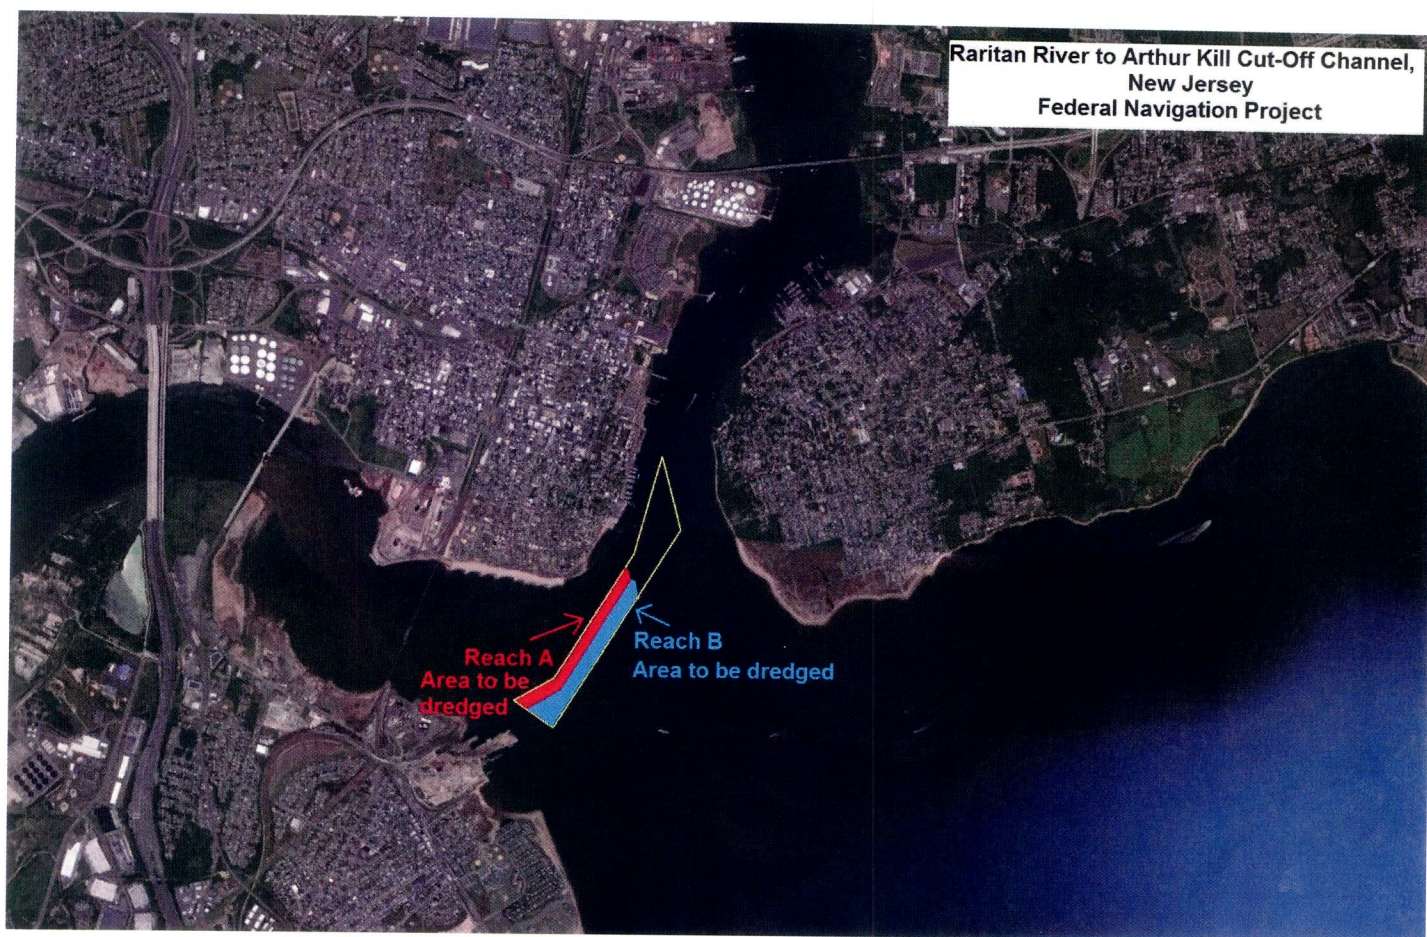 Raritan River to Arthur Kill Cut-Off Channel,
New Jersey
Federal Navigation Project
Reach A
Area to be
dredged
Reach B
Area to be dredged